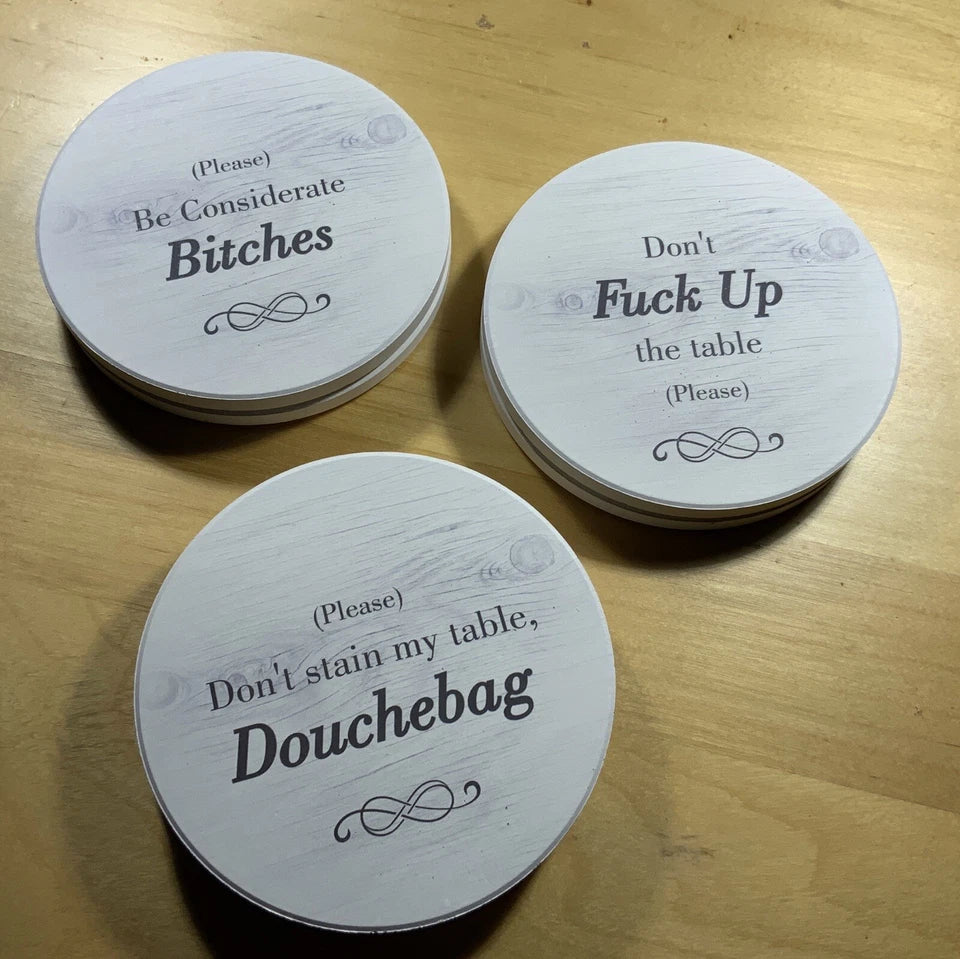 (Please)
Be Considerate
Bitches
Don't
Fuck Up
the table
(Please)
(Please)
Don't stain my table,
Douchebag